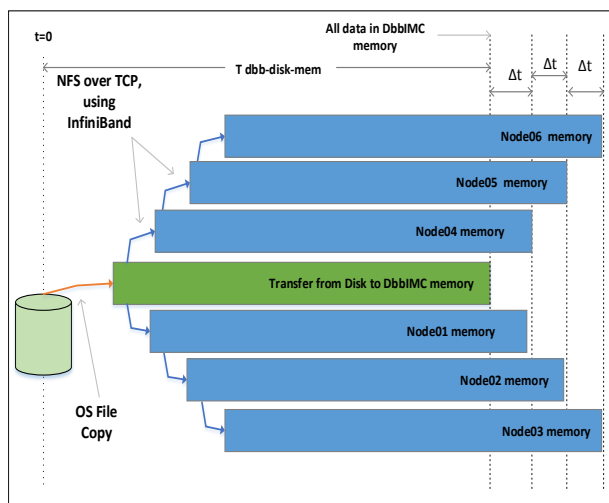 t=0
All data in DbbIMC
memory
T dbb-disk-mem
Δt
Δt
Δt
NFS over TCP,
using
InfiniBand
Node06 memory
Node05 memory
Node04 memory
Transfer from Disk to DbbIMC memory
Node01 memory
Node02 memory
Node03 memory
OS File
Copy